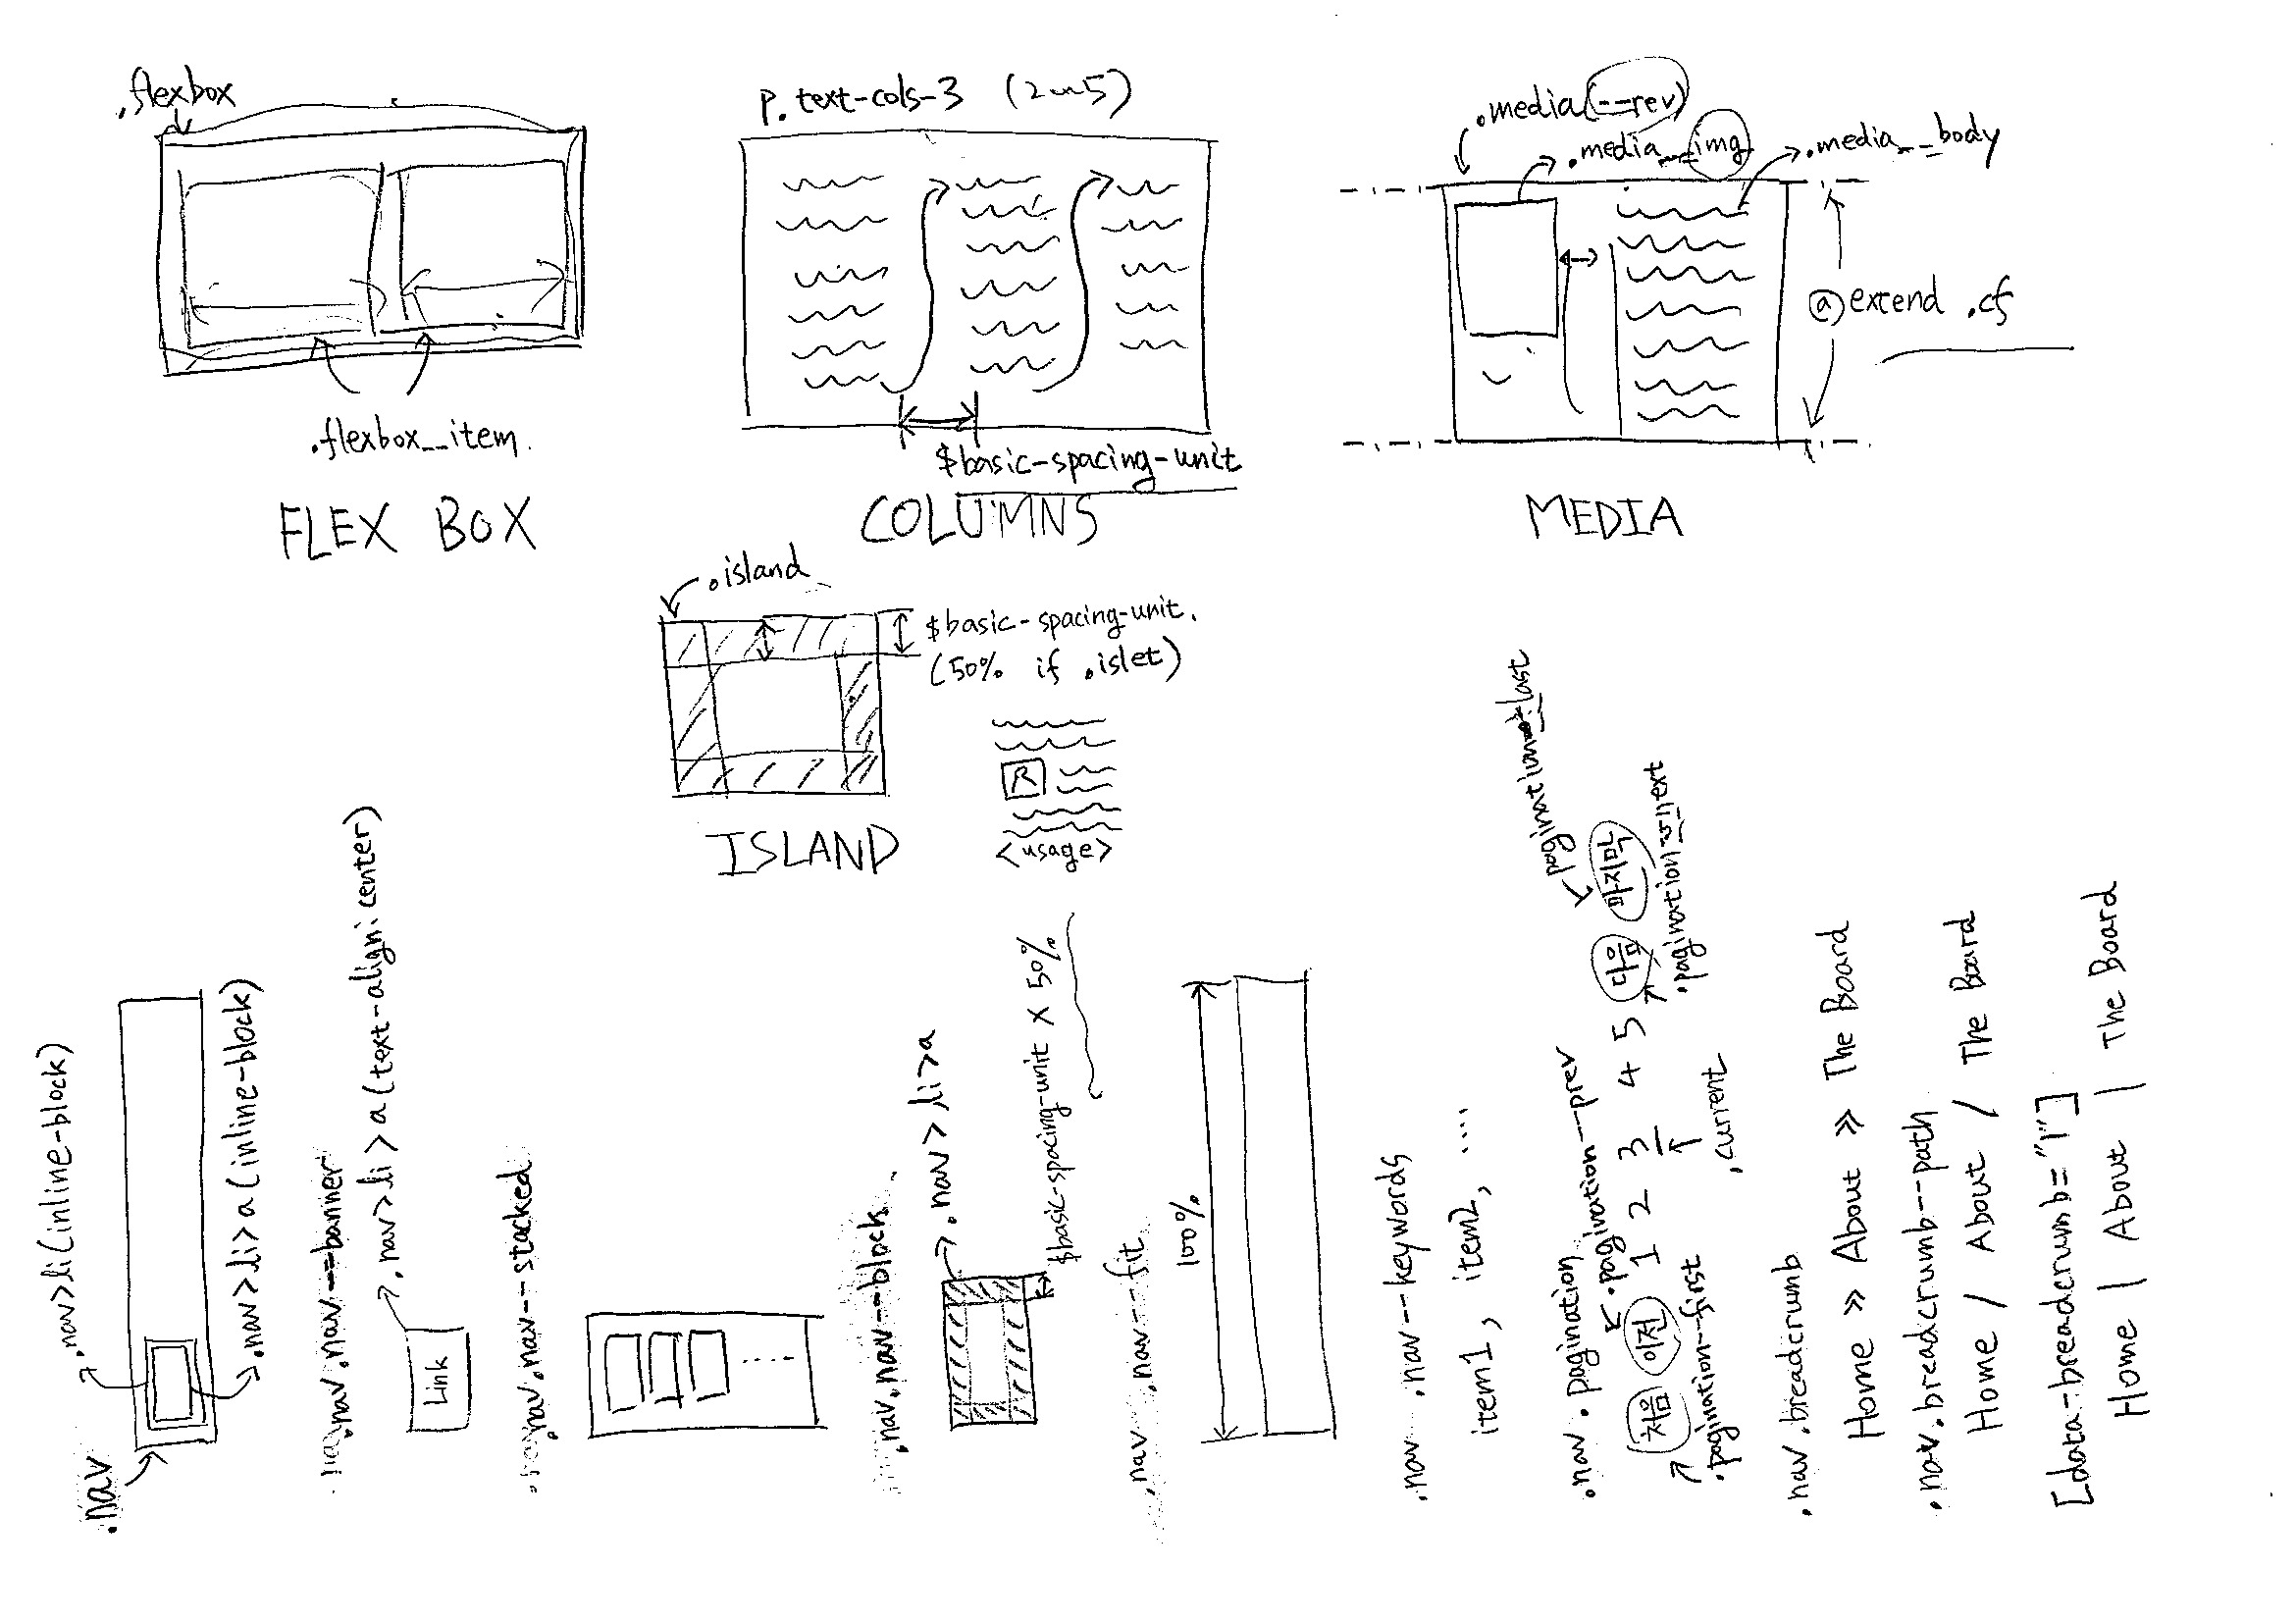 .flexbox
.flexbox__item.
FLEX BOX
p.text-cols-3 (2~5)
$basic-spacing-unit
COLUMNS
.media(--rev)
.media__img
.media__body
@extend .cf
MEDIA
.island
$basic-spacing-unit.
(50% if .islet)
R
<usage>
ISLAND
.nav>li(inline-block)
.nav>li>a(inline-block)
.nav
.nav.nav--banner
.nav>li>a(text-align:center)
Link
.nav.nav--stacked
.nav.nav--block
.nav>li>a
$basic-spacing-unit X 50%
.nav.nav--fit
100%
.nav .nav--keywords
item1, item2, ....
.nav.pagination
.pagination--prev
처음 이전 1 2 3 4 5 다음 마지막
.pagination--first
.current
.pagination--next
.pagination--last
.nav.breadcrumb
Home » About » The Board
.nav.breadcrumb--path
Home / About / The Board
[data-breadcrumb="|"]
Home | About | The Board